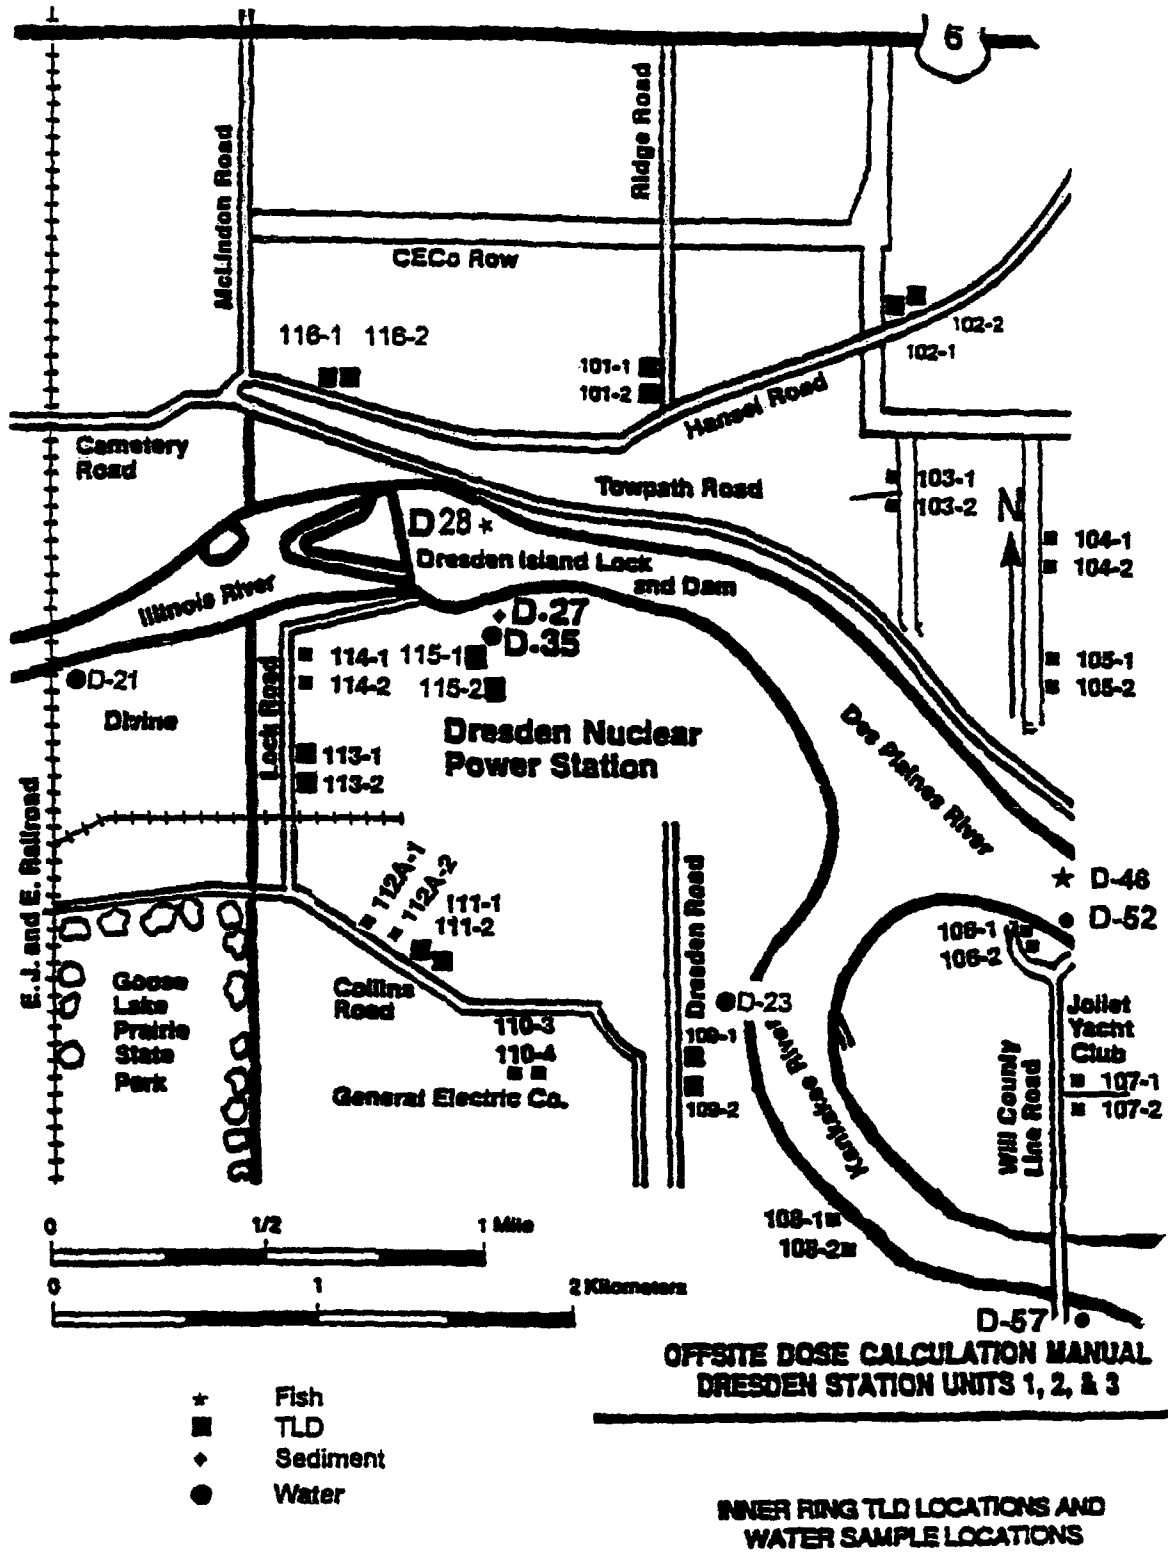 6
McLindon Road
Ridge Road
CECo Row
116-1 116-2
101-1
101-2
102-2
102-1
Hansel Road
Cemetery
Road
Towpath Road
103-1
103-2
N
104-1
104-2
D28
Dresden Island Lock
and Dam
Illinois River
D-27
D-35
114-1 115-1
114-2 115-2
105-1
105-2
D-21
Divine
Lock Road
Dresden Nuclear
Power Station
113-1
113-2
Des Plaines River
E. J. and E. Railroad
112A-1
112A-2
111-1
111-2
Dresden Road
D-46
D-52
106-1
106-2
Goose
Lake
Prairie
State
Park
Collins
Road
D-23
Joliet
Yacht
Club
110-3
110-4
109-1
109-2
General Electric Co.
Kankakee River
Will County
Line Road
107-1
107-2
108-1
108-2
0 1/2 1 Mile
0 1 2 Kilometers
D-57
OFFSITE DOSE CALCULATION MANUAL
DRESDEN STATION UNITS 1, 2, & 3
Fish
TLD
Sediment
Water
INNER RING TLD LOCATIONS AND
WATER SAMPLE LOCATIONS